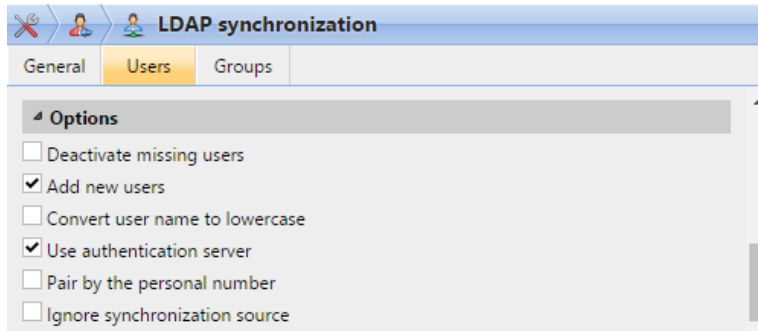 LDAP synchronization
General Users Groups
Options
Deactivate missing users
Add new users
Convert user name to lowercase
Use authentication server
Pair by the personal number
Ignore synchronization source